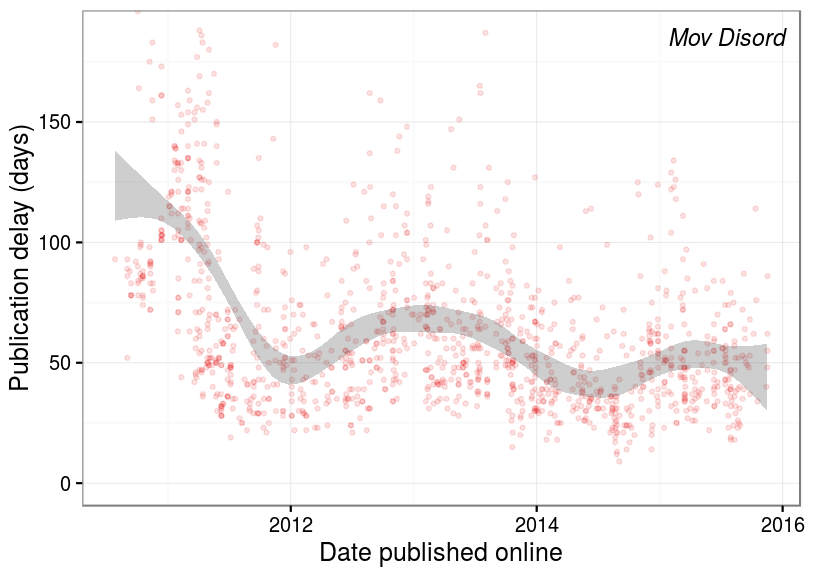 Mov Disord
Publication delay (days)
150
100
50
0
2012
2014
2016
Date published online